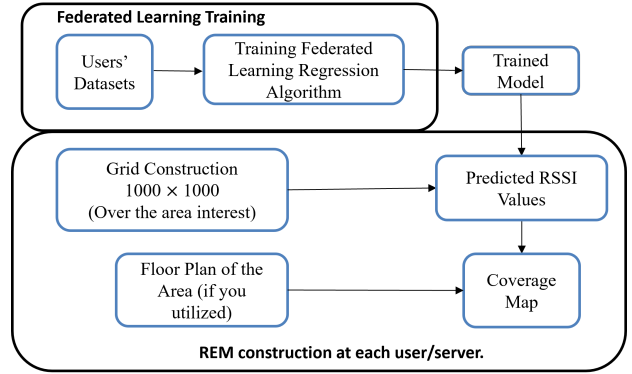 Federated Learning Training
Users'
Datasets
Training Federated
Learning Regression
Algorithm
Trained
Model
Grid Construction
1000 × 1000
(Over the area interest)
Predicted RSSI
Values
Floor Plan of the
Area (if you
utilized)
Coverage
Map
REM construction at each user/server.